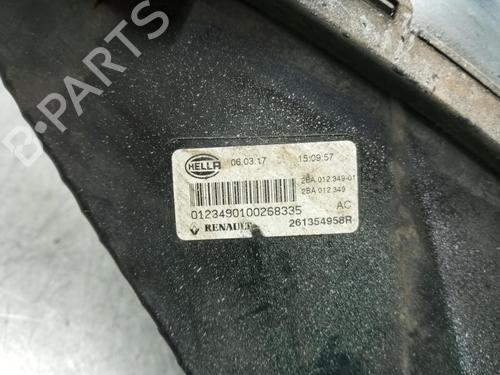 B-PARTS
HELLA 06.03.17 15:09:57
2BA.012.349-01
2BA 012 349
0123490100268335 AC
RENAULT 261354958R